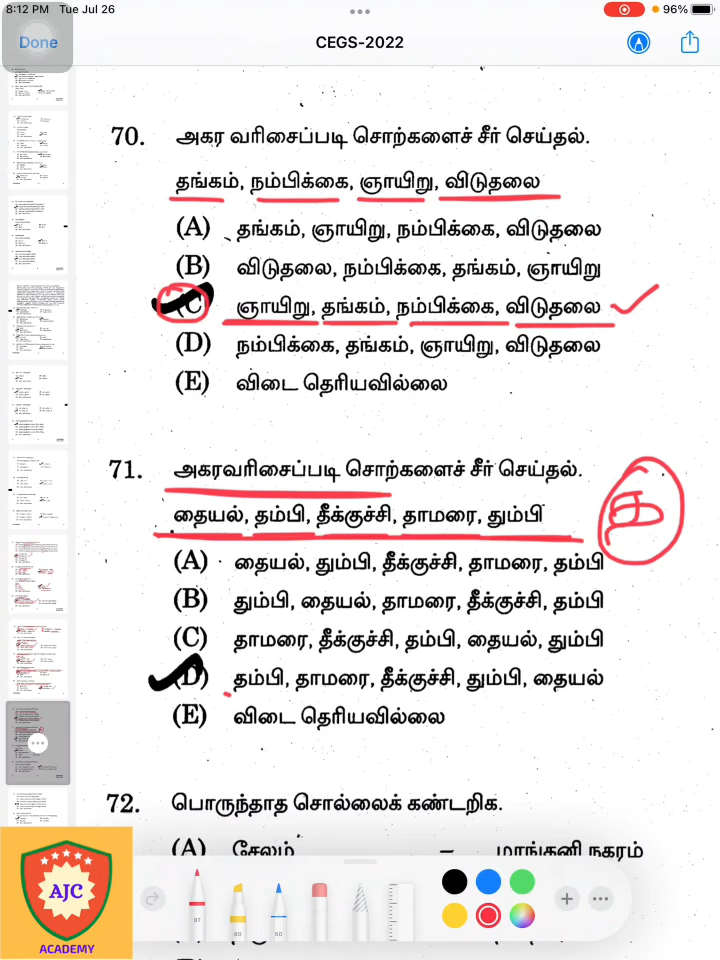 8:12 PM Tue Jul 26
96%
Done
CEGS-2022
70. அகர வரிசைப்படி சொற்களைச் சீர் செய்தல்.
தங்கம், நம்பிக்கை, ஞாயிறு, விடுதலை
(A) தங்கம், ஞாயிறு, நம்பிக்கை, விடுதலை
(B) விடுதலை, நம்பிக்கை, தங்கம், ஞாயிறு
(C) ஞாயிறு, தங்கம், நம்பிக்கை, விடுதலை
(D) நம்பிக்கை, தங்கம், ஞாயிறு, விடுதலை
(E) விடை தெரியவில்லை
71. அகரவரிசைப்படி சொற்களைச் சீர் செய்தல்.
தையல், தம்பி, தீக்குச்சி, தாமரை, தும்பி
த
(A) தையல், தும்பி, தீக்குச்சி, தாமரை, தம்பி
(B) தும்பி, தையல், தாமரை, தீக்குச்சி, தம்பி
(C) தாமரை, தீக்குச்சி, தம்பி, தையல், தும்பி
(D) தம்பி, தாமரை, தீக்குச்சி, தும்பி, தையல்
(E) விடை தெரியவில்லை
72. பொருந்தாத சொல்லைக் கண்டறிக.
(A) சேலம் – மாங்கனி நகரம்
97
80
50
AJC
ACADEMY